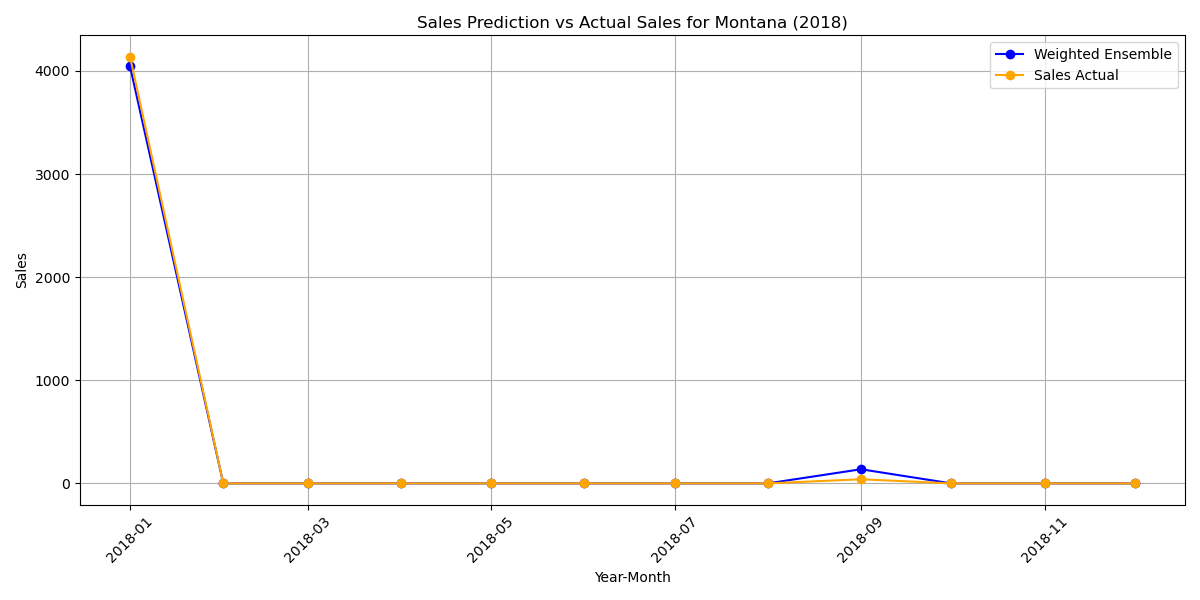 Sales Prediction vs Actual Sales for Montana (2018)
Weighted Ensemble
Sales Actual
Sales
4000
3000
2000
1000
0
2018-01
2018-03
2018-05
2018-07
2018-09
2018-11
Year-Month